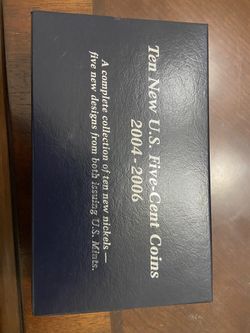 Ten New U.S. Five-Cent Coins
2004 - 2006
A complete collection of ten new nickels —
five new designs from both issuing U.S. Mints.